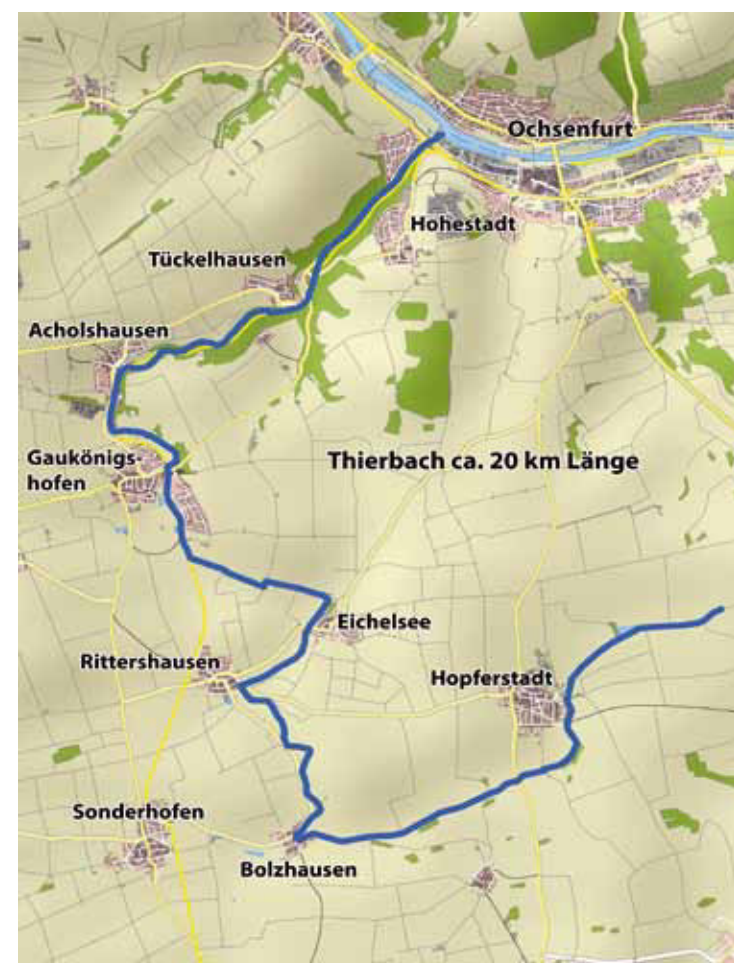 Ochsenfurt
Hohestadt
Tückelhausen
Acholshausen
Gaukönigs-
hofen
Thierbach ca. 20 km Länge
Eichelsee
Rittershausen
Hopferstadt
Sonderhofen
Bolzhausen